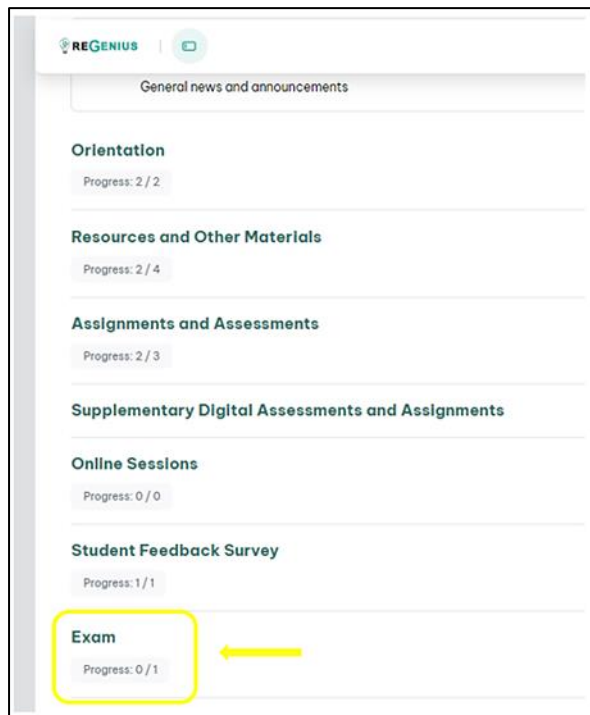 REGENIUS
General news and announcements
Orientation
Progress: 2 / 2
Resources and Other Materials
Progress: 2 / 4
Assignments and Assessments
Progress: 2 / 3
Supplementary Digital Assessments and Assignments
Online Sessions
Progress: 0 / 0
Student Feedback Survey
Progress: 1 / 1
Exam
Progress: 0 / 1